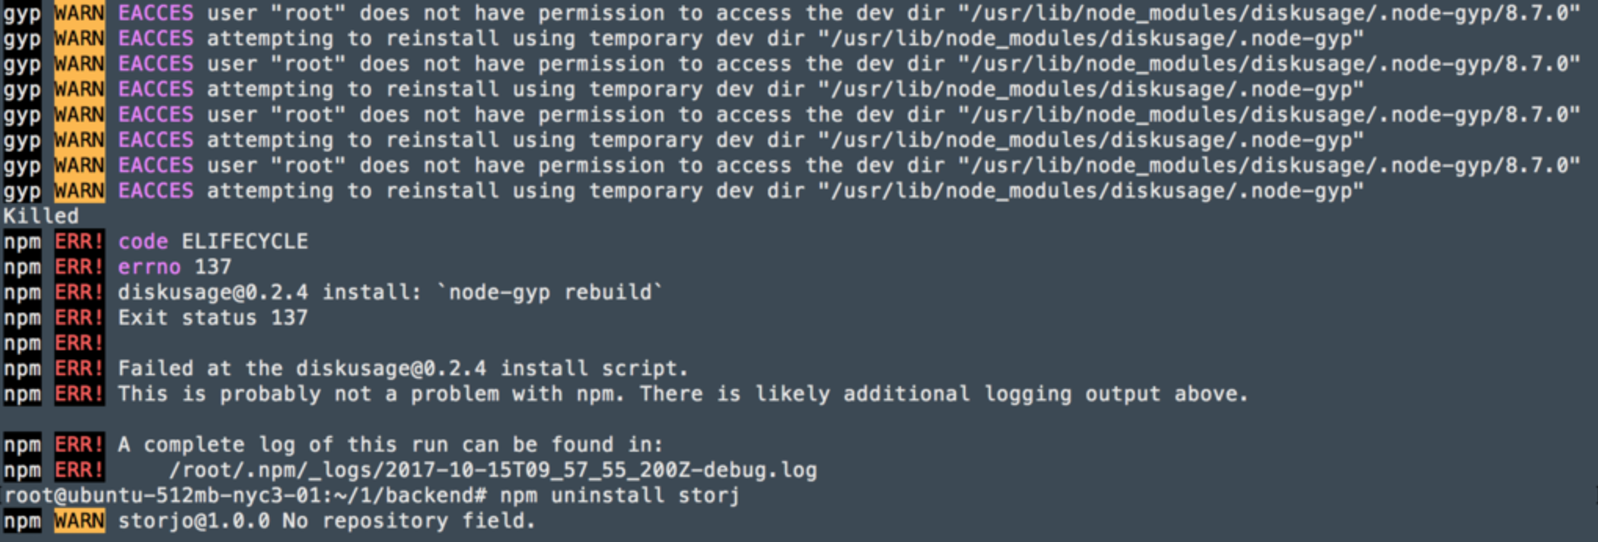 gyp WARN EACCES user "root" does not have permission to access the dev dir "/usr/lib/node_modules/diskusage/.node-gyp/8.7.0"
gyp WARN EACCES attempting to reinstall using temporary dev dir "/usr/lib/node_modules/diskusage/.node-gyp"
gyp WARN EACCES user "root" does not have permission to access the dev dir "/usr/lib/node_modules/diskusage/.node-gyp/8.7.0"
gyp WARN EACCES attempting to reinstall using temporary dev dir "/usr/lib/node_modules/diskusage/.node-gyp"
gyp WARN EACCES user "root" does not have permission to access the dev dir "/usr/lib/node_modules/diskusage/.node-gyp/8.7.0"
gyp WARN EACCES attempting to reinstall using temporary dev dir "/usr/lib/node_modules/diskusage/.node-gyp"
gyp WARN EACCES user "root" does not have permission to access the dev dir "/usr/lib/node_modules/diskusage/.node-gyp/8.7.0"
gyp WARN EACCES attempting to reinstall using temporary dev dir "/usr/lib/node_modules/diskusage/.node-gyp"
Killed
npm ERR! code ELIFECYCLE
npm ERR! errno 137
npm ERR! diskusage@0.2.4 install: `node-gyp rebuild`
npm ERR! Exit status 137
npm ERR!
npm ERR! Failed at the diskusage@0.2.4 install script.
npm ERR! This is probably not a problem with npm. There is likely additional logging output above.
npm ERR! A complete log of this run can be found in:
npm ERR!     /root/.npm/_logs/2017-10-15T09_57_55_200Z-debug.log
root@ubuntu-512mb-nyc3-01:~/1/backend# npm uninstall storj
npm WARN storjo@1.0.0 No repository field.